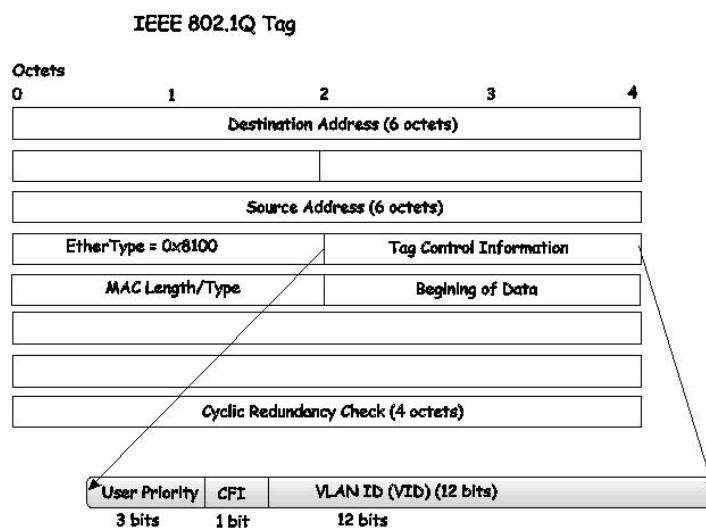 IEEE 802.1Q Tag
Octets
0 1 2 3 4
Destination Address (6 octets)
Source Address (6 octets)
EtherType = 0x8100 Tag Control Information
MAC Length/Type Begining of Data
Cyclic Redundancy Check (4 octets)
User Priority CFI VLAN ID (VID) (12 bits)
3 bits 1 bit 12 bits